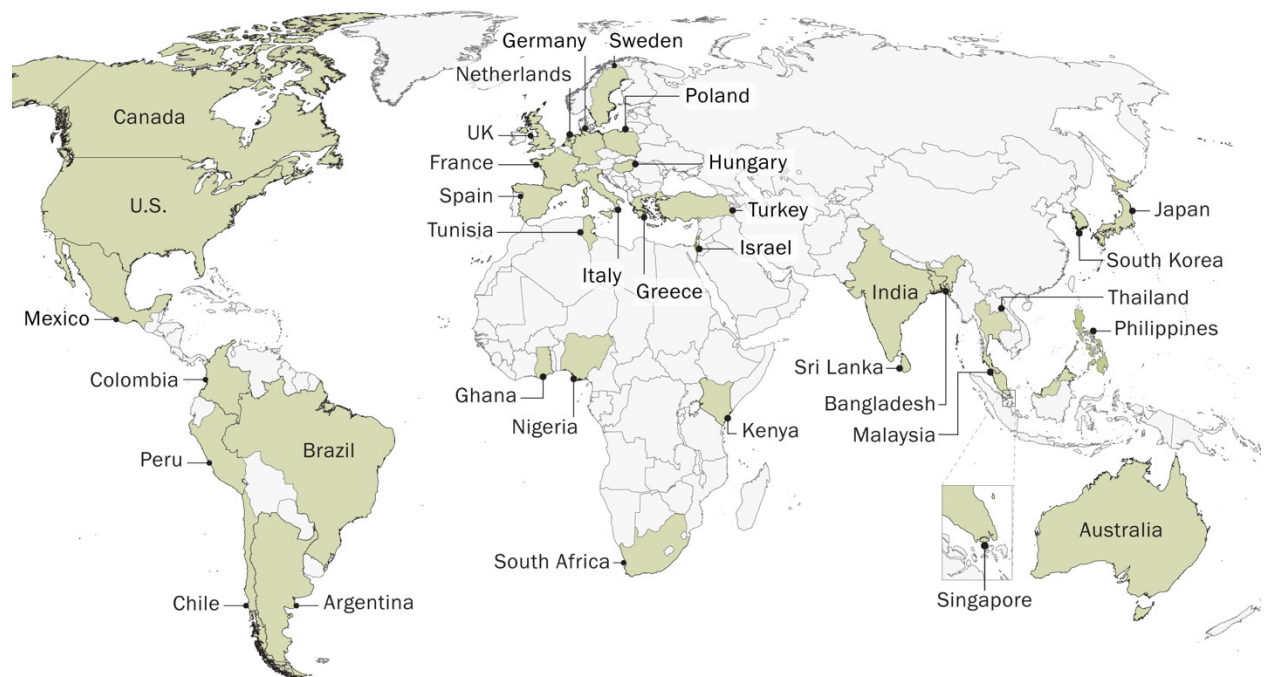 Germany
Sweden
Netherlands
Poland
Canada
UK
France
Hungary
U.S.
Spain
Turkey
Japan
Tunisia
Israel
South Korea
Italy
Greece
India
Thailand
Mexico
Philippines
Sri Lanka
Colombia
Ghana
Bangladesh
Nigeria
Kenya
Malaysia
Brazil
Peru
Australia
South Africa
Singapore
Chile
Argentina